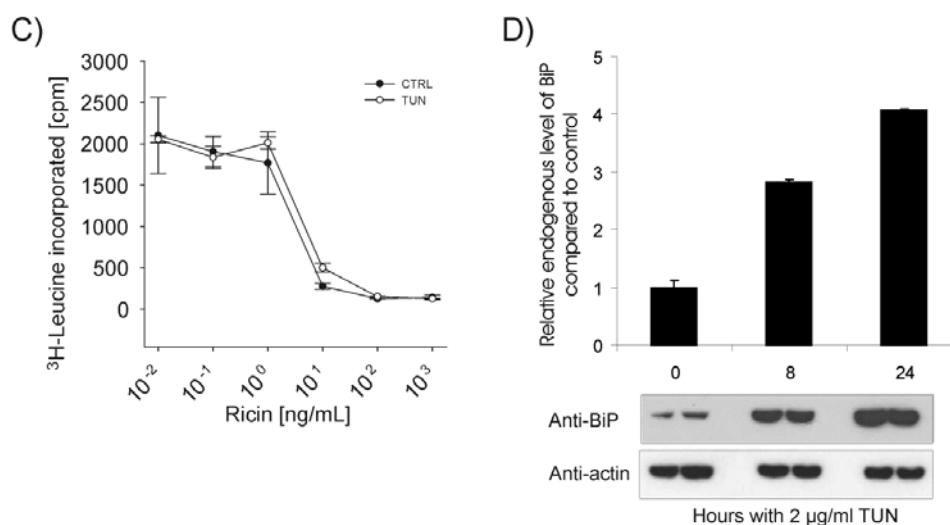 C)
³H-Leucine incorporated [cpm]
3000
2500
2000
1500
1000
500
0
CTRL
TUN
10⁻²
10⁻¹
10⁰
10¹
10²
10³
Ricin [ng/mL]
D)
Relative endogenous level of BiP
compared to control
5
4
3
2
1
0
0 8 24
Anti-BiP
Anti-actin
Hours with 2 µg/ml TUN